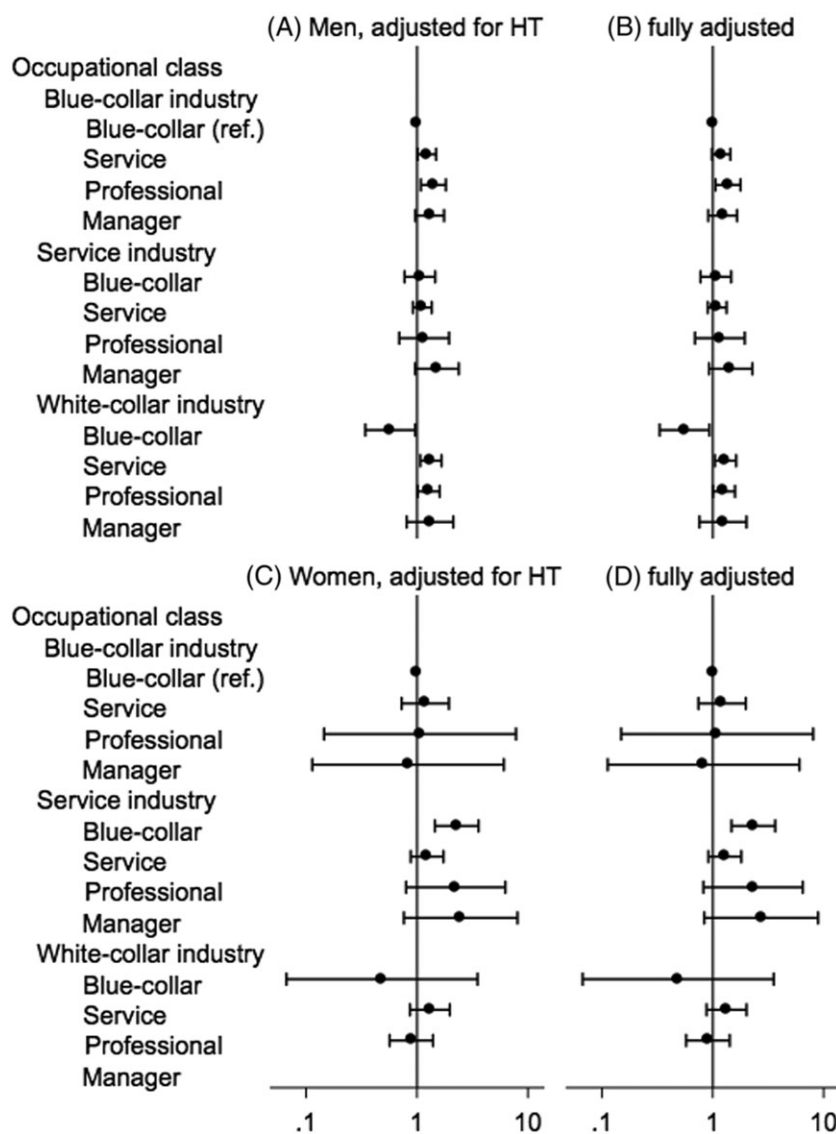 (A) Men, adjusted for HT (B) fully adjusted
Occupational class
Blue-collar industry
Blue-collar (ref.)
Service
Professional
Manager
Service industry
Blue-collar
Service
Professional
Manager
White-collar industry
Blue-collar
Service
Professional
Manager
(C) Women, adjusted for HT (D) fully adjusted
Occupational class
Blue-collar industry
Blue-collar (ref.)
Service
Professional
Manager
Service industry
Blue-collar
Service
Professional
Manager
White-collar industry
Blue-collar
Service
Professional
Manager
.1 1 10 .1 1 10